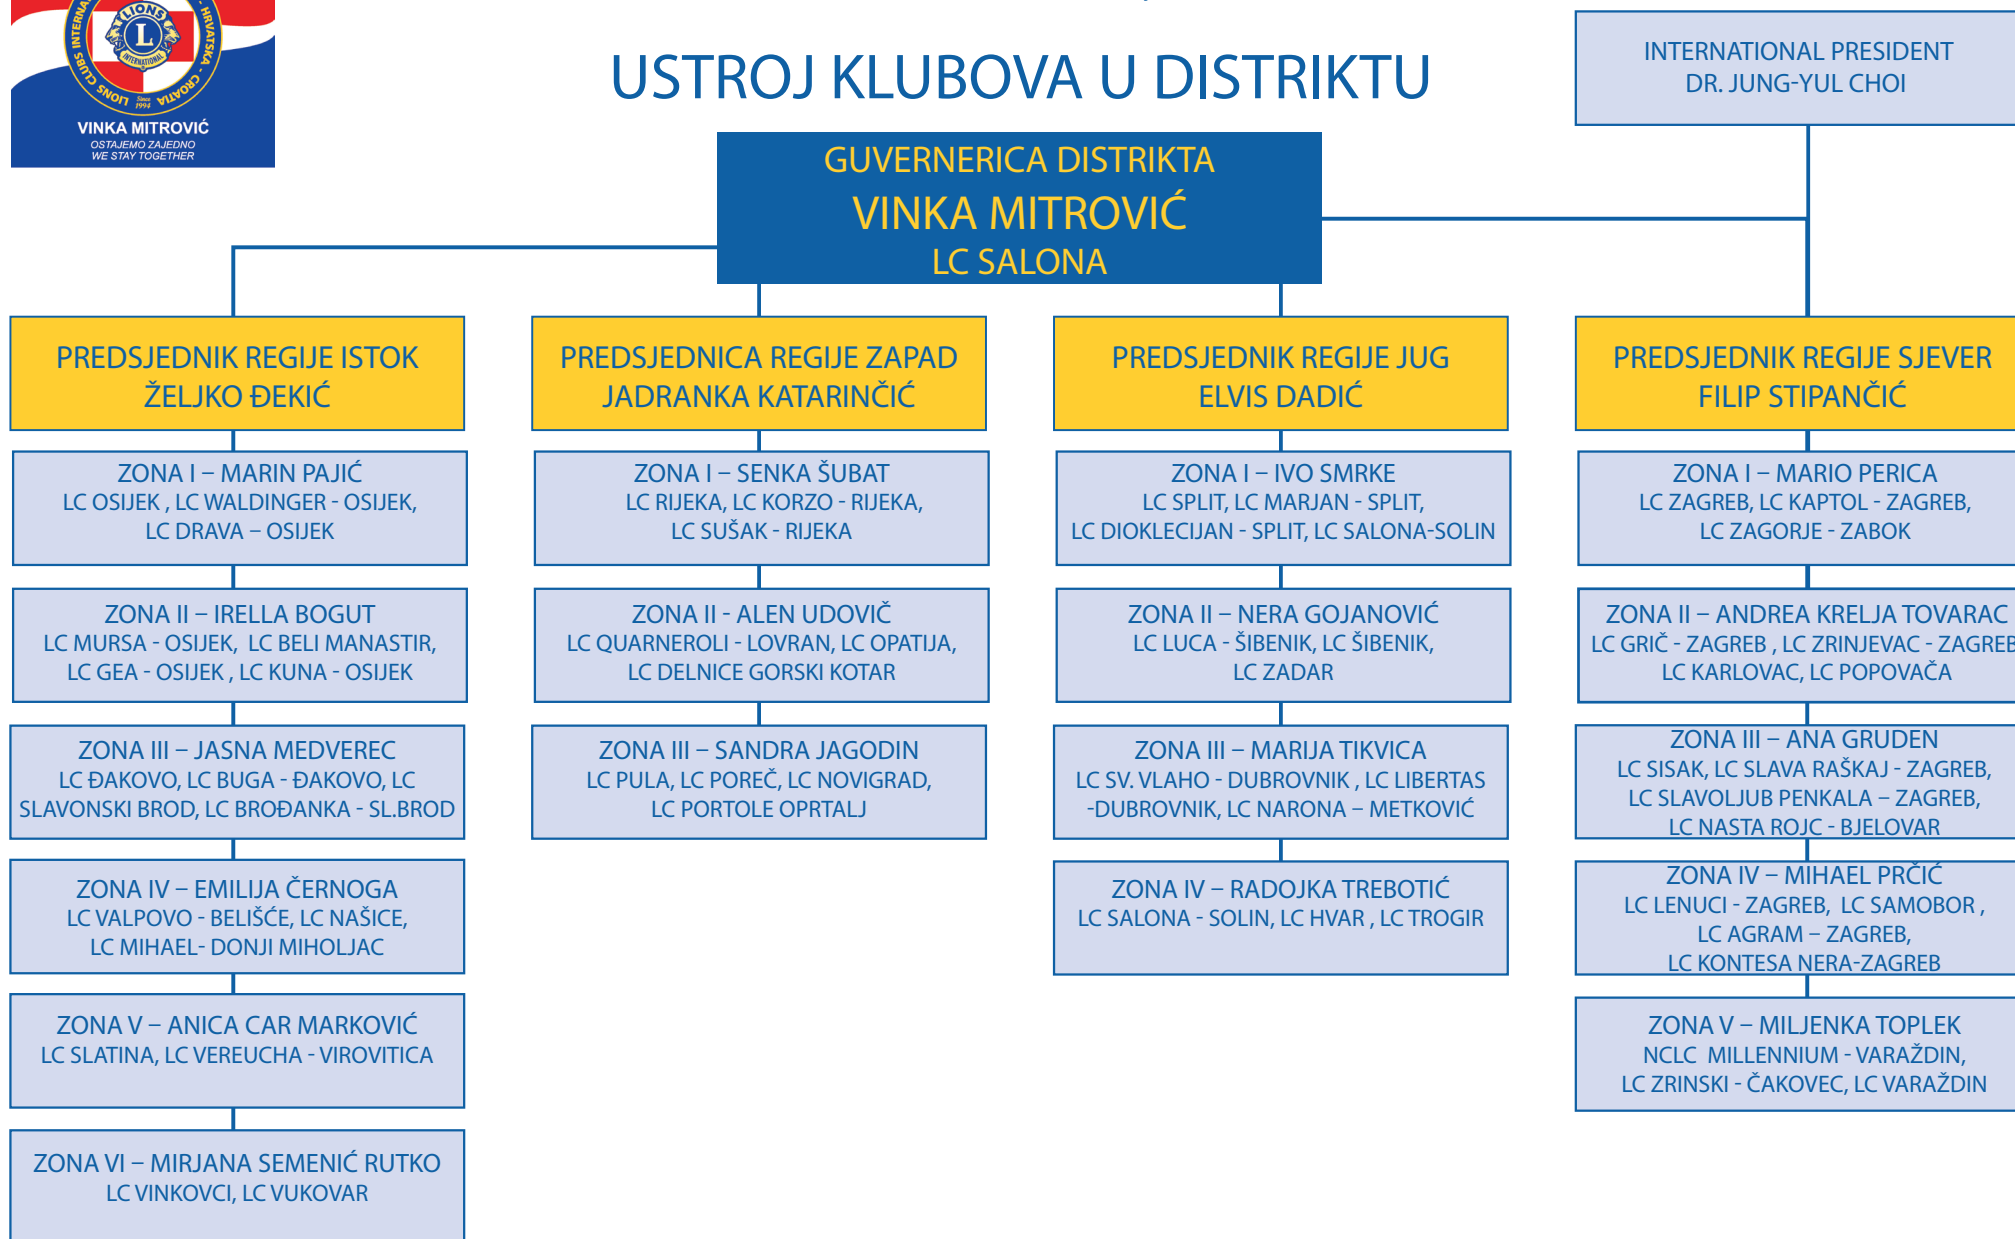 LIONS CLUBS INTERNA
HRVATSKA - CROATIA
LIONS
L
INTERNATIONAL
Since
1994
VINKA MITROVIĆ
OSTAJEMO ZAJEDNO
WE STAY TOGETHER
USTROJ KLUBOVA U DISTRIKTU
INTERNATIONAL PRESIDENT
DR. JUNG-YUL CHOI
GUVERNERICA DISTRIKTA
VINKA MITROVIĆ
LC SALONA
PREDSJEDNIK REGIJE ISTOK
ŽELJKO ĐEKIĆ
ZONA I – MARIN PAJIĆ
LC OSIJEK , LC WALDINGER - OSIJEK,
LC DRAVA – OSIJEK
ZONA II – IRELLA BOGUT
LC MURSA - OSIJEK, LC BELI MANASTIR,
LC GEA - OSIJEK , LC KUNA - OSIJEK
ZONA III – JASNA MEDVEREC
LC ĐAKOVO, LC BUGA - ĐAKOVO, LC
SLAVONSKI BROD, LC BROĐANKA - SL.BROD
ZONA IV – EMILIJA ČERNOGA
LC VALPOVO - BELIŠĆE, LC NAŠICE,
LC MIHAEL- DONJI MIHOLJAC
ZONA V – ANICA CAR MARKOVIĆ
LC SLATINA, LC VEREUCHA - VIROVITICA
ZONA VI – MIRJANA SEMENIĆ RUTKO
LC VINKOVCI, LC VUKOVAR
PREDSJEDNICA REGIJE ZAPAD
JADRANKA KATARINČIĆ
ZONA I – SENKA ŠUBAT
LC RIJEKA, LC KORZO - RIJEKA,
LC SUŠAK - RIJEKA
ZONA II - ALEN UDOVIČ
LC QUARNEROLI - LOVRAN, LC OPATIJA,
LC DELNICE GORSKI KOTAR
ZONA III – SANDRA JAGODIN
LC PULA, LC POREČ, LC NOVIGRAD,
LC PORTOLE OPRTALJ
PREDSJEDNIK REGIJE JUG
ELVIS DADIĆ
ZONA I – IVO SMRKE
LC SPLIT, LC MARJAN - SPLIT,
LC DIOKLECIJAN - SPLIT, LC SALONA-SOLIN
ZONA II – NERA GOJANOVIĆ
LC LUCA - ŠIBENIK, LC ŠIBENIK,
LC ZADAR
ZONA III – MARIJA TIKVICA
LC SV. VLAHO - DUBROVNIK , LC LIBERTAS
-DUBROVNIK, LC NARONA – METKOVIĆ
ZONA IV – RADOJKA TREBOTIĆ
LC SALONA - SOLIN, LC HVAR , LC TROGIR
PREDSJEDNIK REGIJE SJEVER
FILIP STIPANČIĆ
ZONA I – MARIO PERICA
LC ZAGREB, LC KAPTOL - ZAGREB,
LC ZAGORJE - ZABOK
ZONA II – ANDREA KRELJA TOVARAC
LC GRIČ - ZAGREB , LC ZRINJEVAC - ZAGREB
LC KARLOVAC, LC POPOVAČA
ZONA III – ANA GRUDEN
LC SISAK, LC SLAVA RAŠKAJ - ZAGREB,
LC SLAVOLJUB PENKALA – ZAGREB,
LC NASTA ROJC - BJELOVAR
ZONA IV – MIHAEL PRČIĆ
LC LENUCI - ZAGREB, LC SAMOBOR ,
LC AGRAM – ZAGREB,
LC KONTESA NERA-ZAGREB
ZONA V – MILJENKA TOPLEK
NCLC MILLENNIUM - VARAŽDIN,
LC ZRINSKI - ČAKOVEC, LC VARAŽDIN